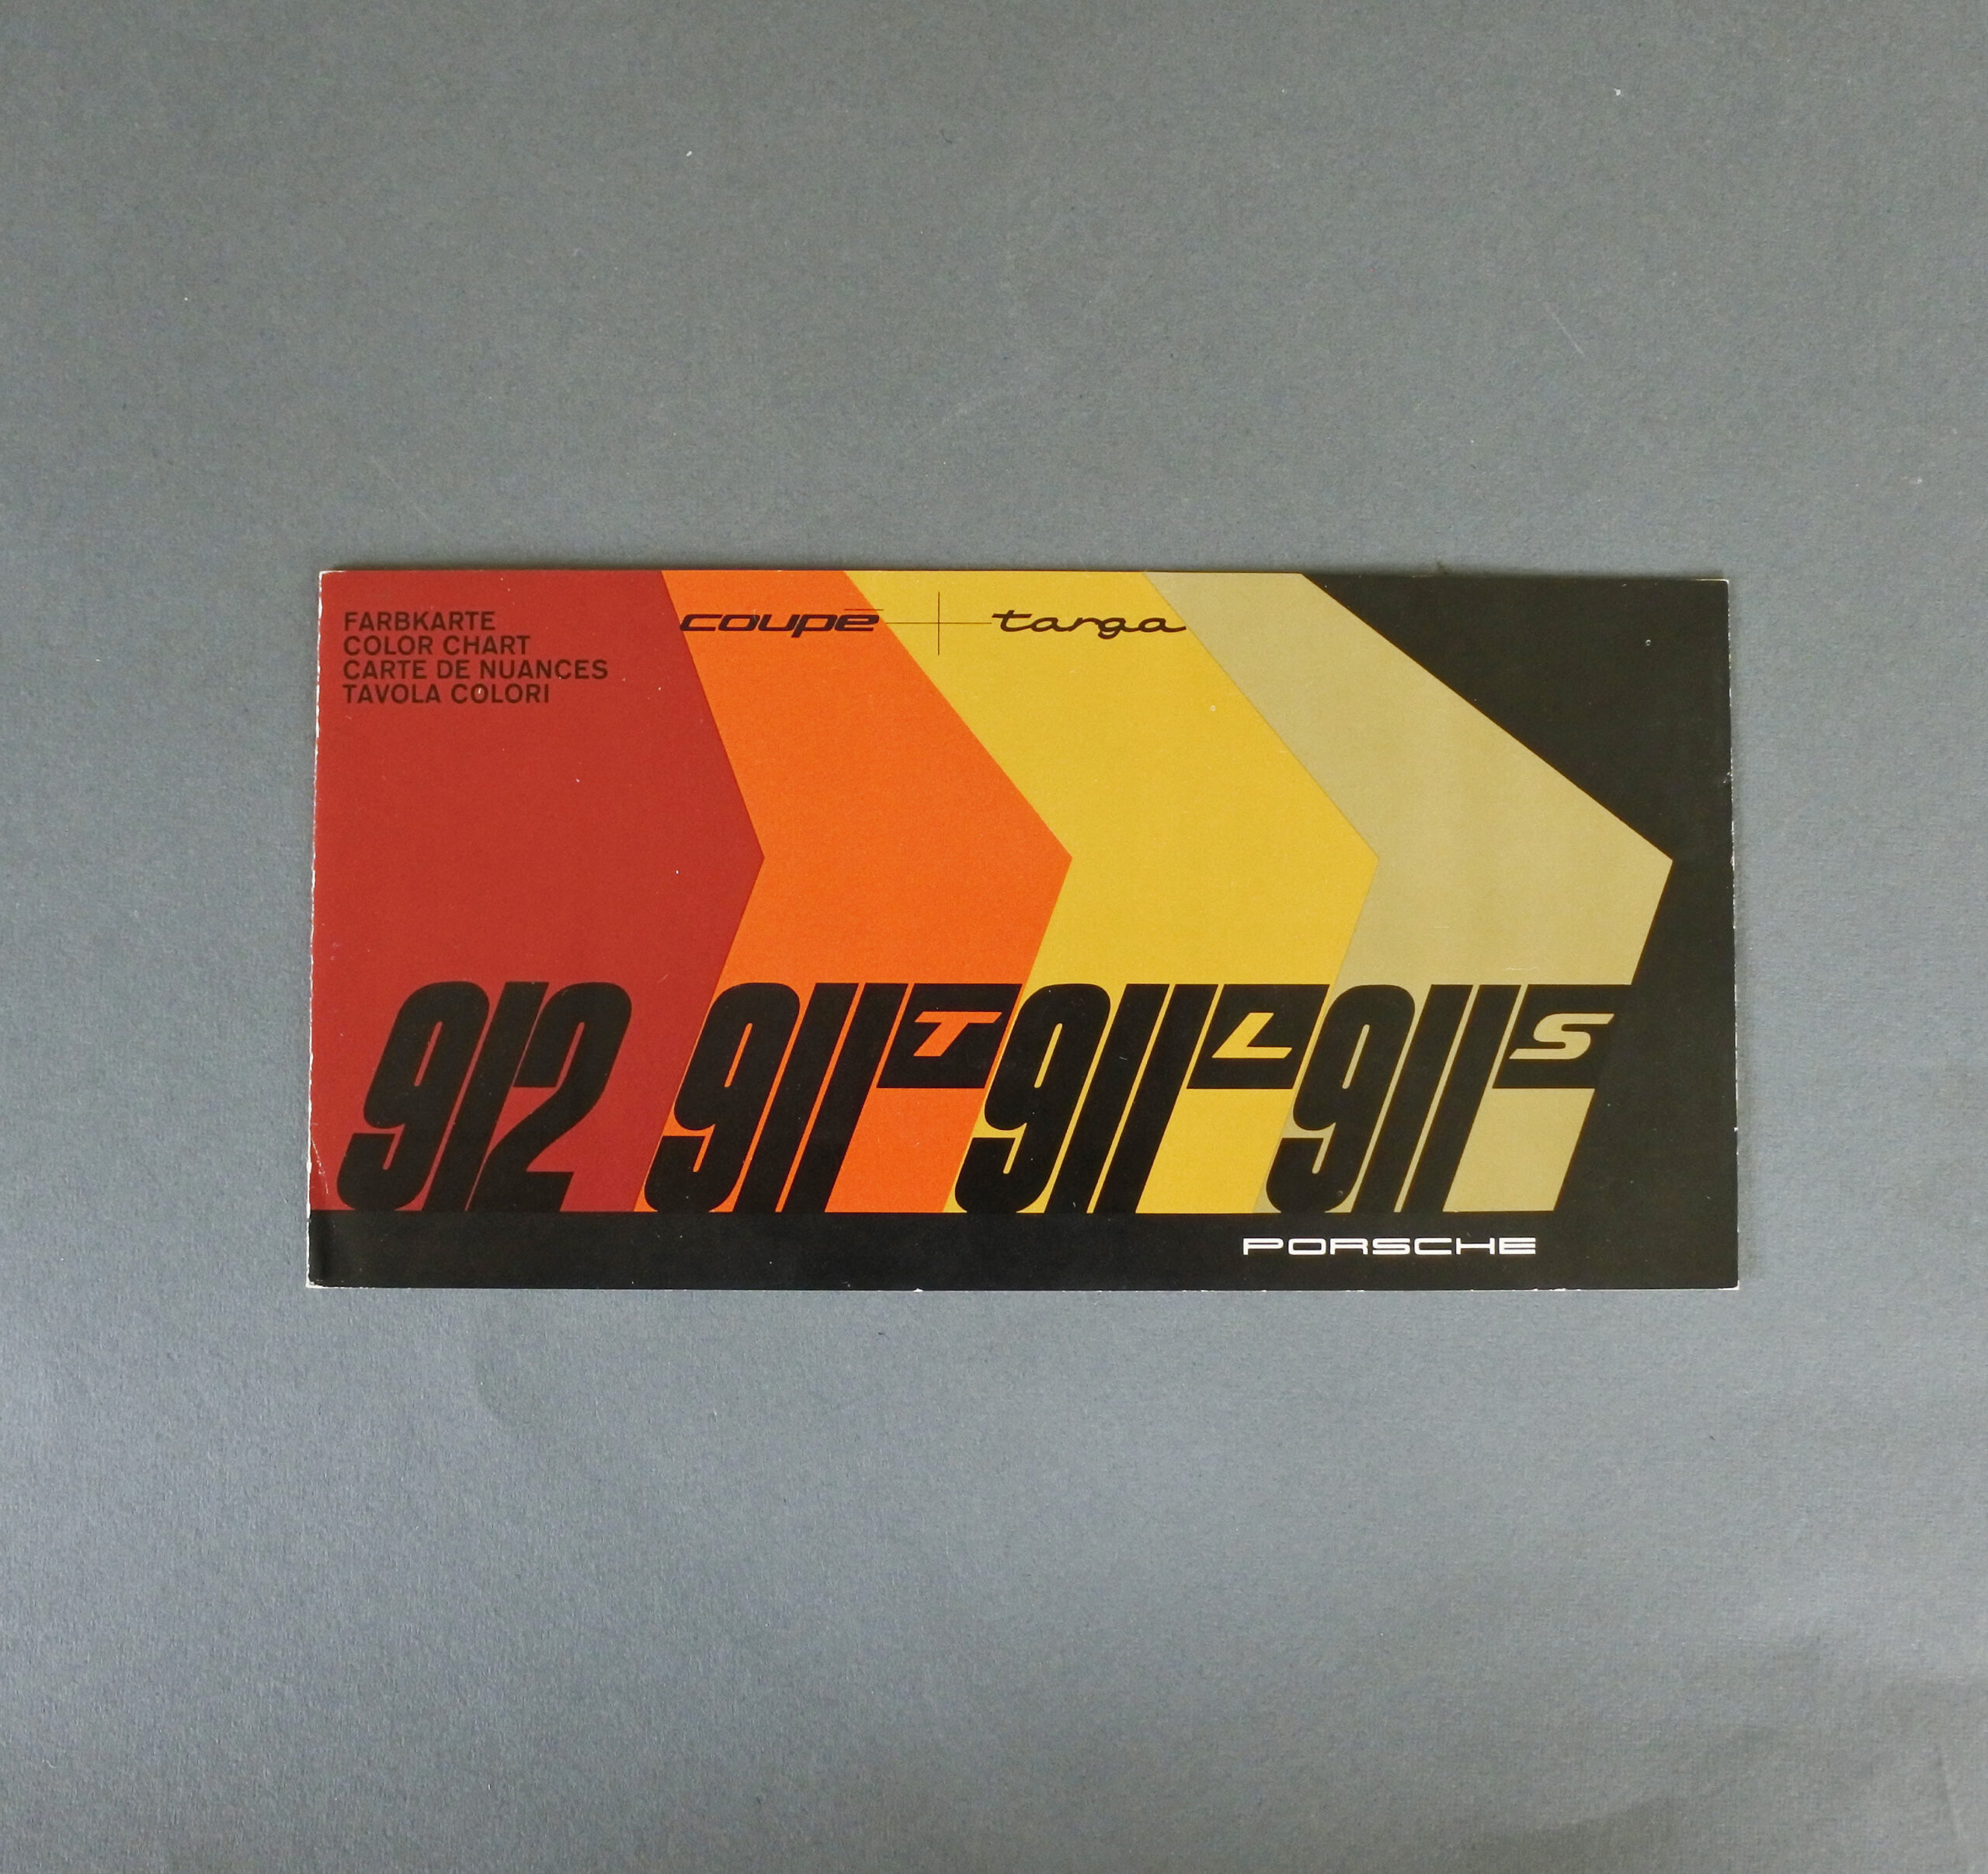 FARBKARTE
COLOR CHART
CARTE DE NUANCES
TAVOLA COLORI
coupé targa
912 911T 911L 911S
PORSCHE